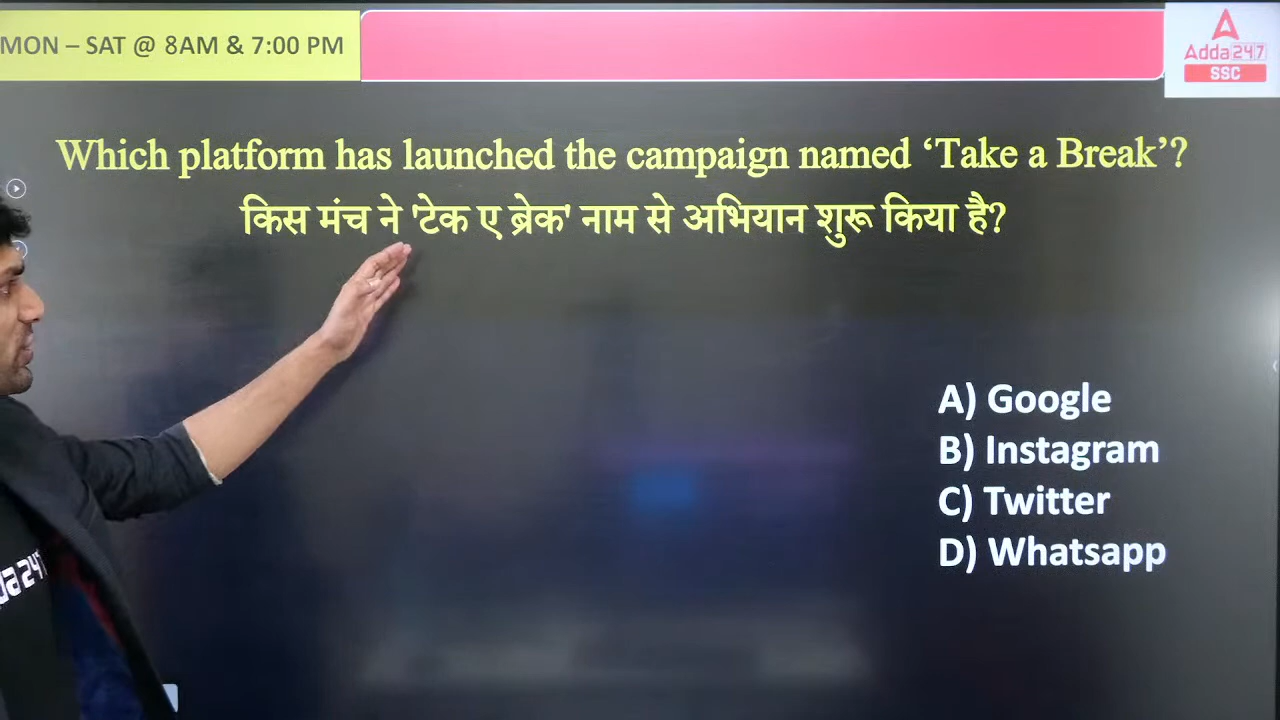 MON – SAT @ 8AM & 7:00 PM
Adda247
SSC
Which platform has launched the campaign named ‘Take a Break’?
किस मंच ने 'टेक ए ब्रेक' नाम से अभियान शुरू किया है?
A) Google
B) Instagram
C) Twitter
D) Whatsapp